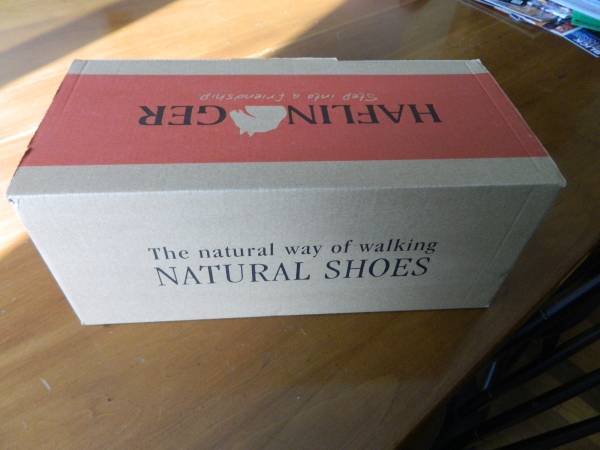 HAFLINGER
Step into a friendship
The natural way of walking
NATURAL SHOES